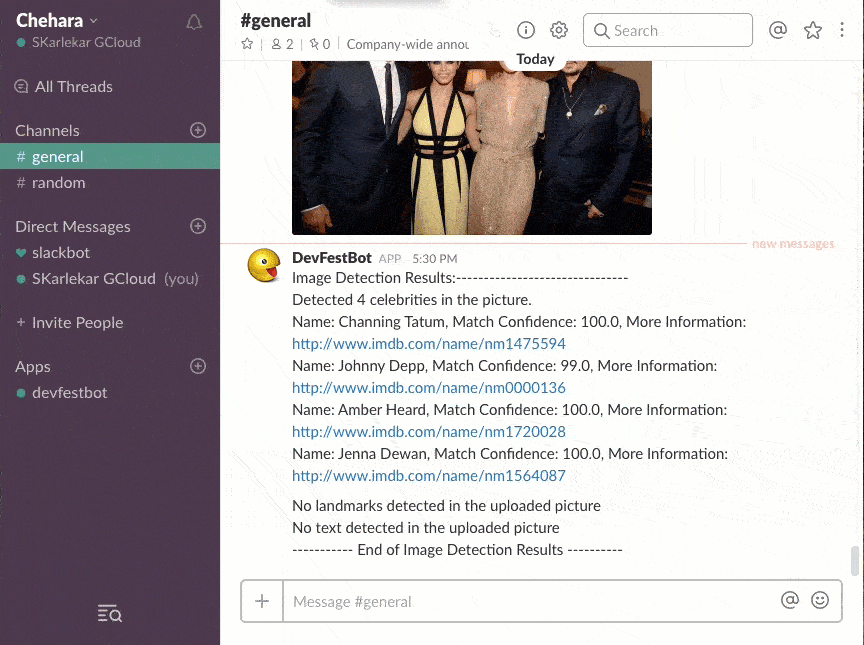 Chehara
SKarlekar GCloud
All Threads
Channels
# general
# random
Direct Messages
slackbot
SKarlekar GCloud (you)
+ Invite People
Apps
devfestbot
#general
2
0
Company-wide annou
Search
Today
new messages
DevFestBot APP 5:30 PM
Image Detection Results:------------------------------
Detected 4 celebrities in the picture.
Name: Channing Tatum, Match Confidence: 100.0, More Information:
http://www.imdb.com/name/nm1475594
Name: Johnny Depp, Match Confidence: 99.0, More Information:
http://www.imdb.com/name/nm0000136
Name: Amber Heard, Match Confidence: 100.0, More Information:
http://www.imdb.com/name/nm1720028
Name: Jenna Dewan, Match Confidence: 100.0, More Information:
http://www.imdb.com/name/nm1564087
No landmarks detected in the uploaded picture
No text detected in the uploaded picture
----------- End of Image Detection Results ----------
Message #general